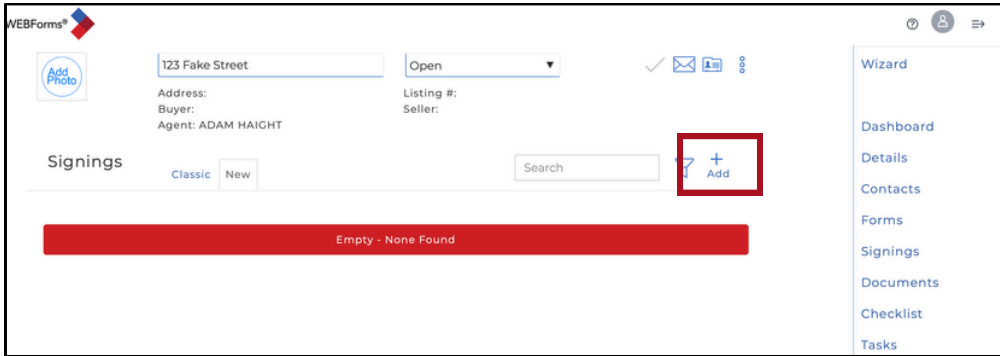 WEBForms®
Add Photo
123 Fake Street
Open
Address:
Listing #:
Buyer:
Seller:
Agent: ADAM HAIGHT
Signings
Classic
New
Search
+ Add
Empty - None Found
Wizard
Dashboard
Details
Contacts
Forms
Signings
Documents
Checklist
Tasks